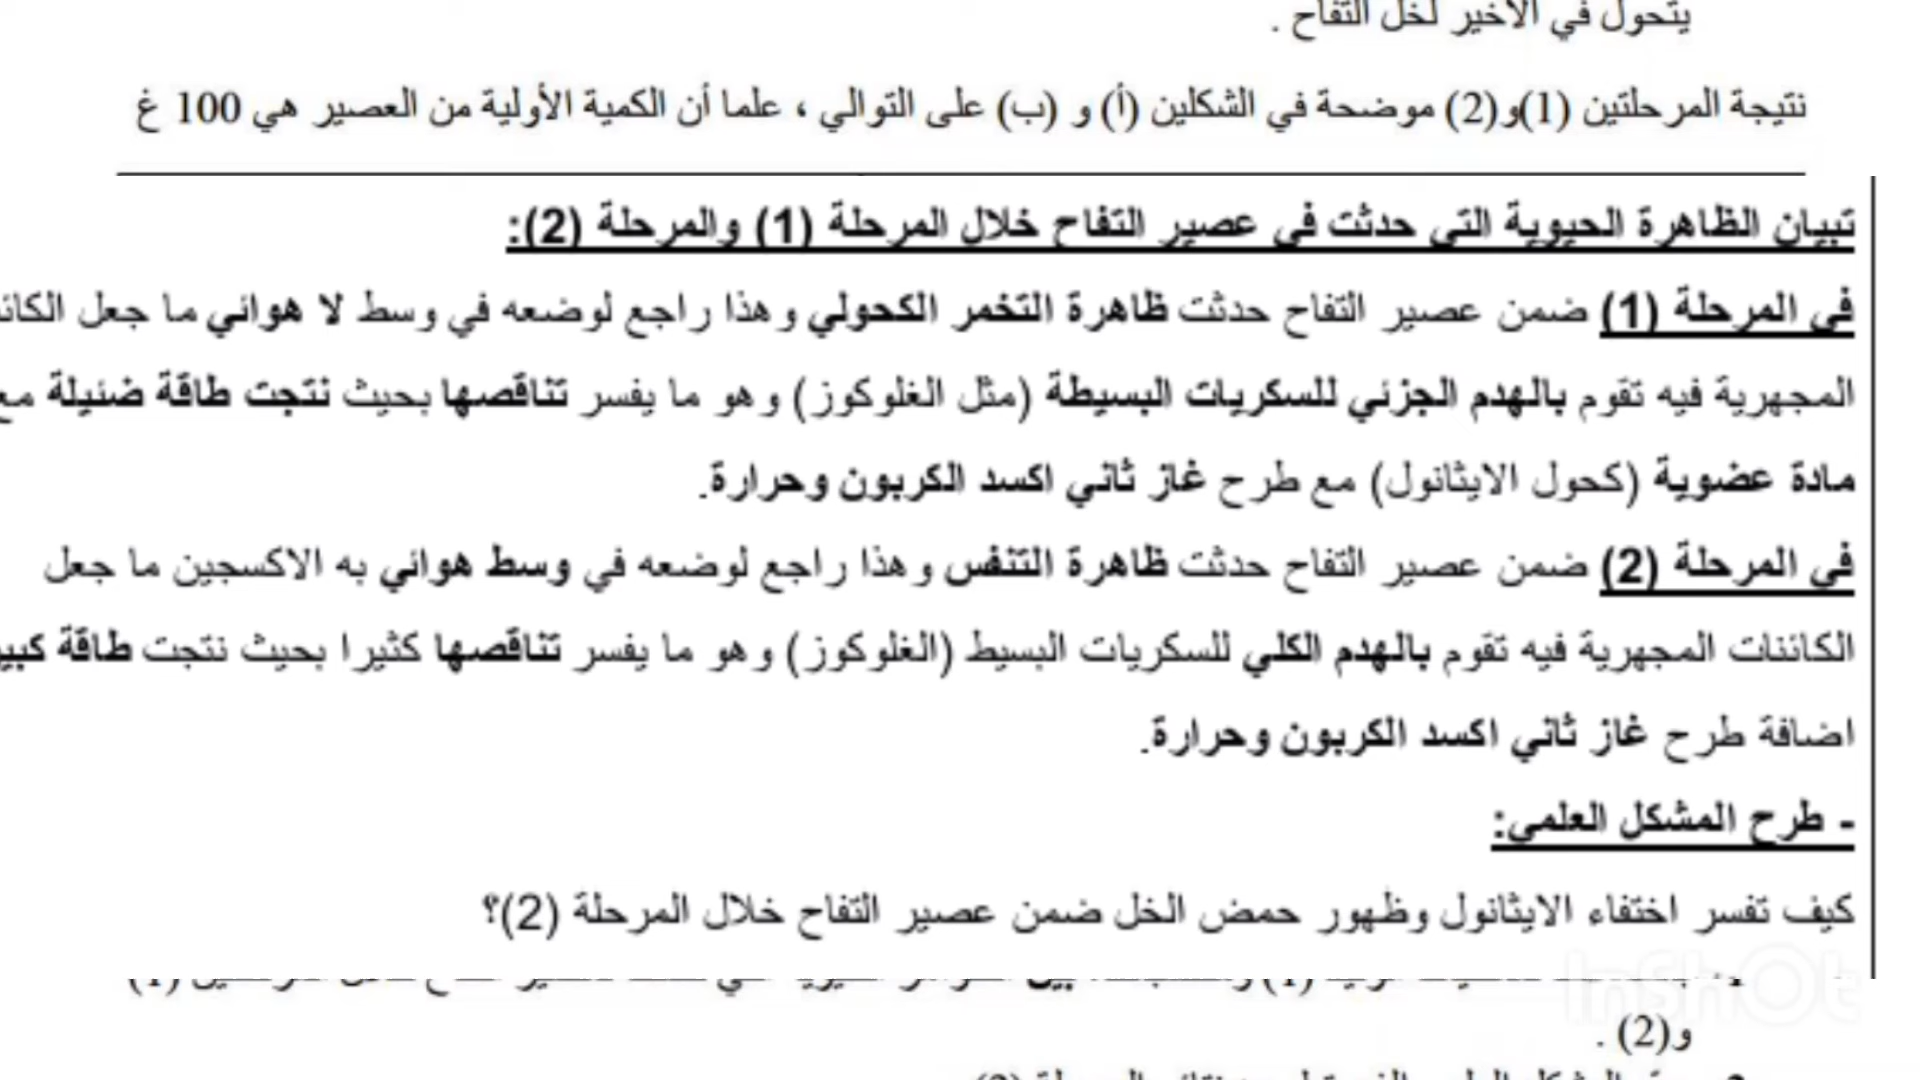 يتحول في الأخير لخل التفاح .
نتيجة المرحلتين (1)و(2) موضحة في الشكلين (أ) و (ب) على التوالي ، علما أن الكمية الأولية من العصير هي 100 غ
تبيان الظاهرة الحيوية التي حدثت في عصير التفاح خلال المرحلة (1) والمرحلة (2):
في المرحلة (1) ضمن عصير التفاح حدثت ظاهرة التخمر الكحولي وهذا راجع لوضعه في وسط لا هوائي ما جعل
المجهرية فيه تقوم بالهدم الجزئي للسكريات البسيطة (مثل الغلوكوز) وهو ما يفسر تناقصها بحيث نتجت طاقة ضئيلة مع
مادة عضوية (كحول الايثانول) مع طرح غاز ثاني اكسد الكربون وحرارة.
في المرحلة (2) ضمن عصير التفاح حدثت ظاهرة التنفس وهذا راجع لوضعه في وسط هوائي به الاكسجين ما جعل
الكائنات المجهرية فيه تقوم بالهدم الكلي للسكريات البسيط (الغلوكوز) وهو ما يفسر تناقصها كثيرا بحيث نتجت طاقة
اضافة طرح غاز ثاني اكسد الكربون وحرارة.
- طرح المشكل العلمي:
كيف تفسر اختفاء الايثانول وظهور حمض الخل ضمن عصير التفاح خلال المرحلة (2)؟
InShOt
و(2) .